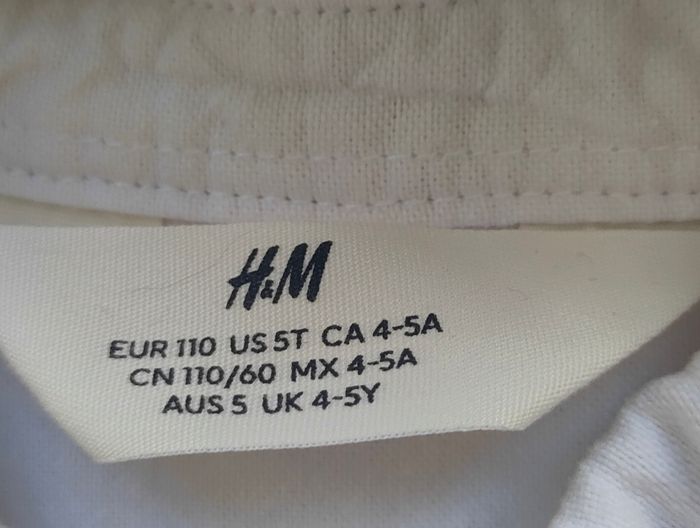 H&M
EUR 110 US 5T CA 4-5A
CN 110/60 MX 4-5A
AUS 5 UK 4-5Y